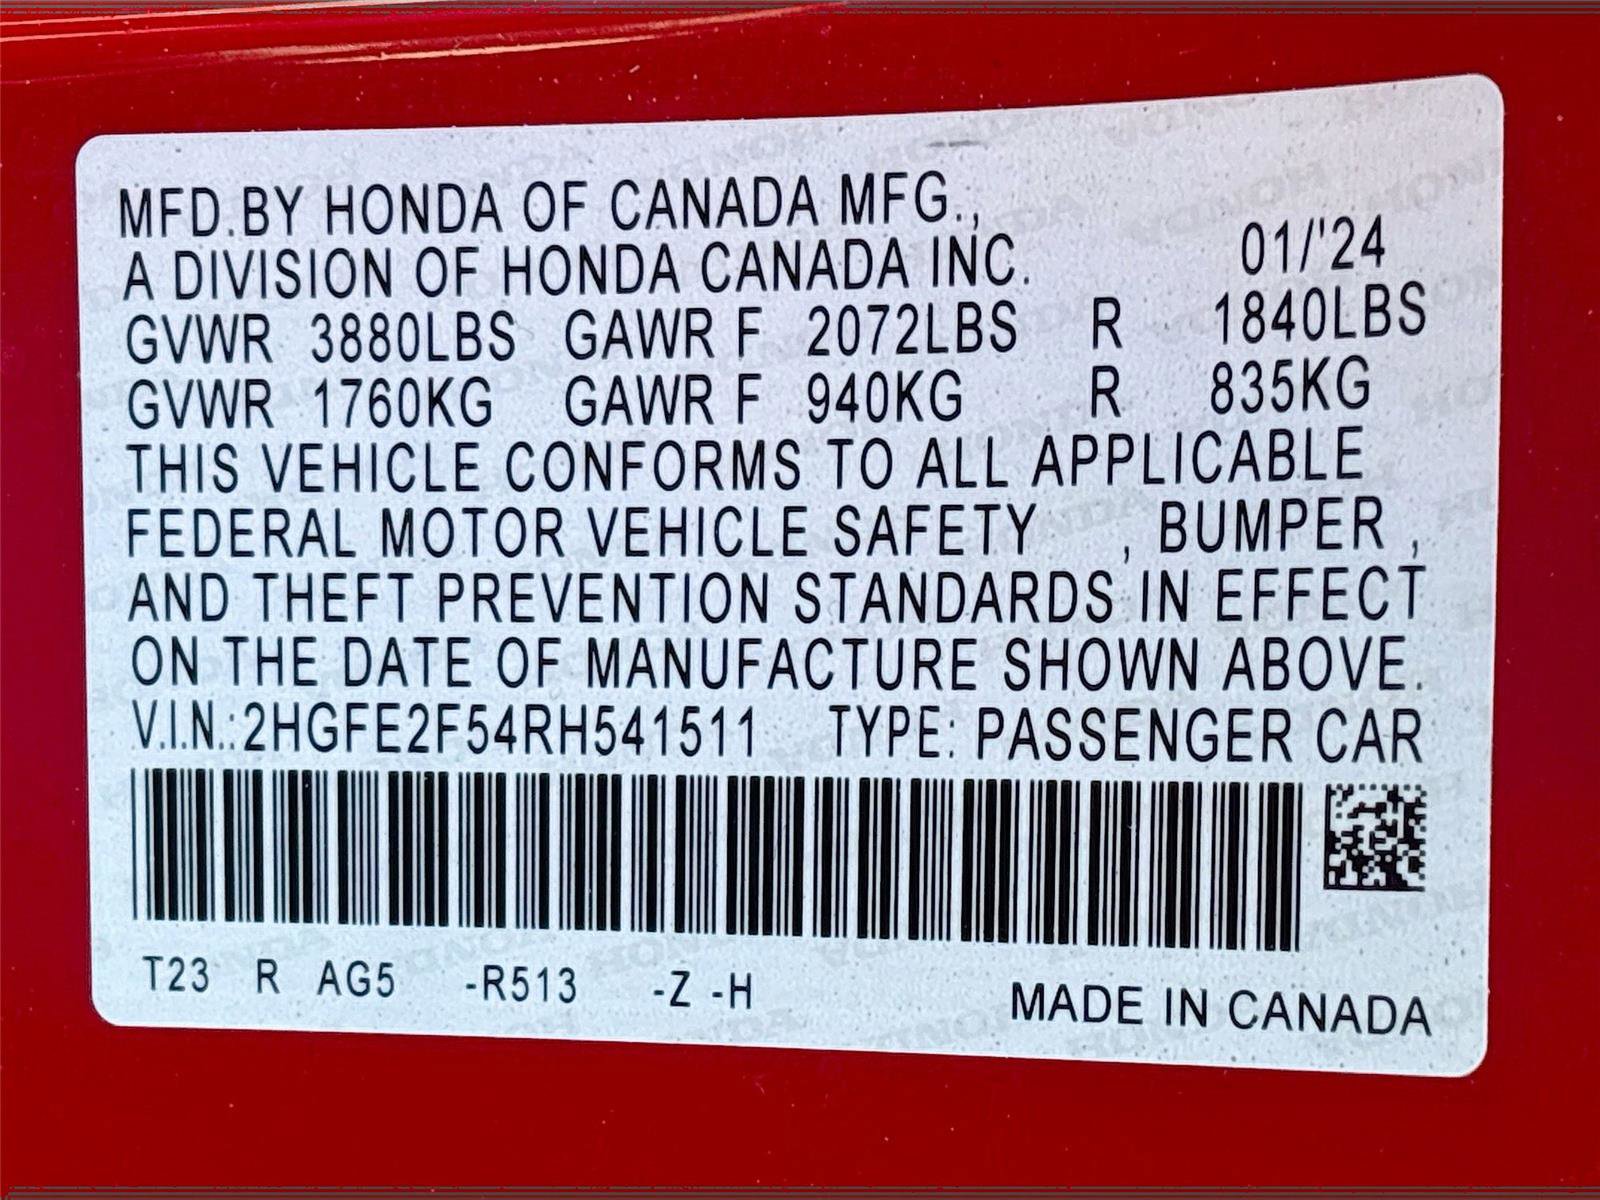 MFD.BY HONDA OF CANADA MFG.,
A DIVISION OF HONDA CANADA INC. 01/'24
GVWR 3880LBS GAWR F 2072LBS R 1840LBS
GVWR 1760KG GAWR F 940KG R 835KG
THIS VEHICLE CONFORMS TO ALL APPLICABLE
FEDERAL MOTOR VEHICLE SAFETY , BUMPER ,
AND THEFT PREVENTION STANDARDS IN EFFECT
ON THE DATE OF MANUFACTURE SHOWN ABOVE.
V.I.N.:2HGFE2F54RH541511 TYPE: PASSENGER CAR
T23 R AG5 -R513 -Z -H
MADE IN CANADA